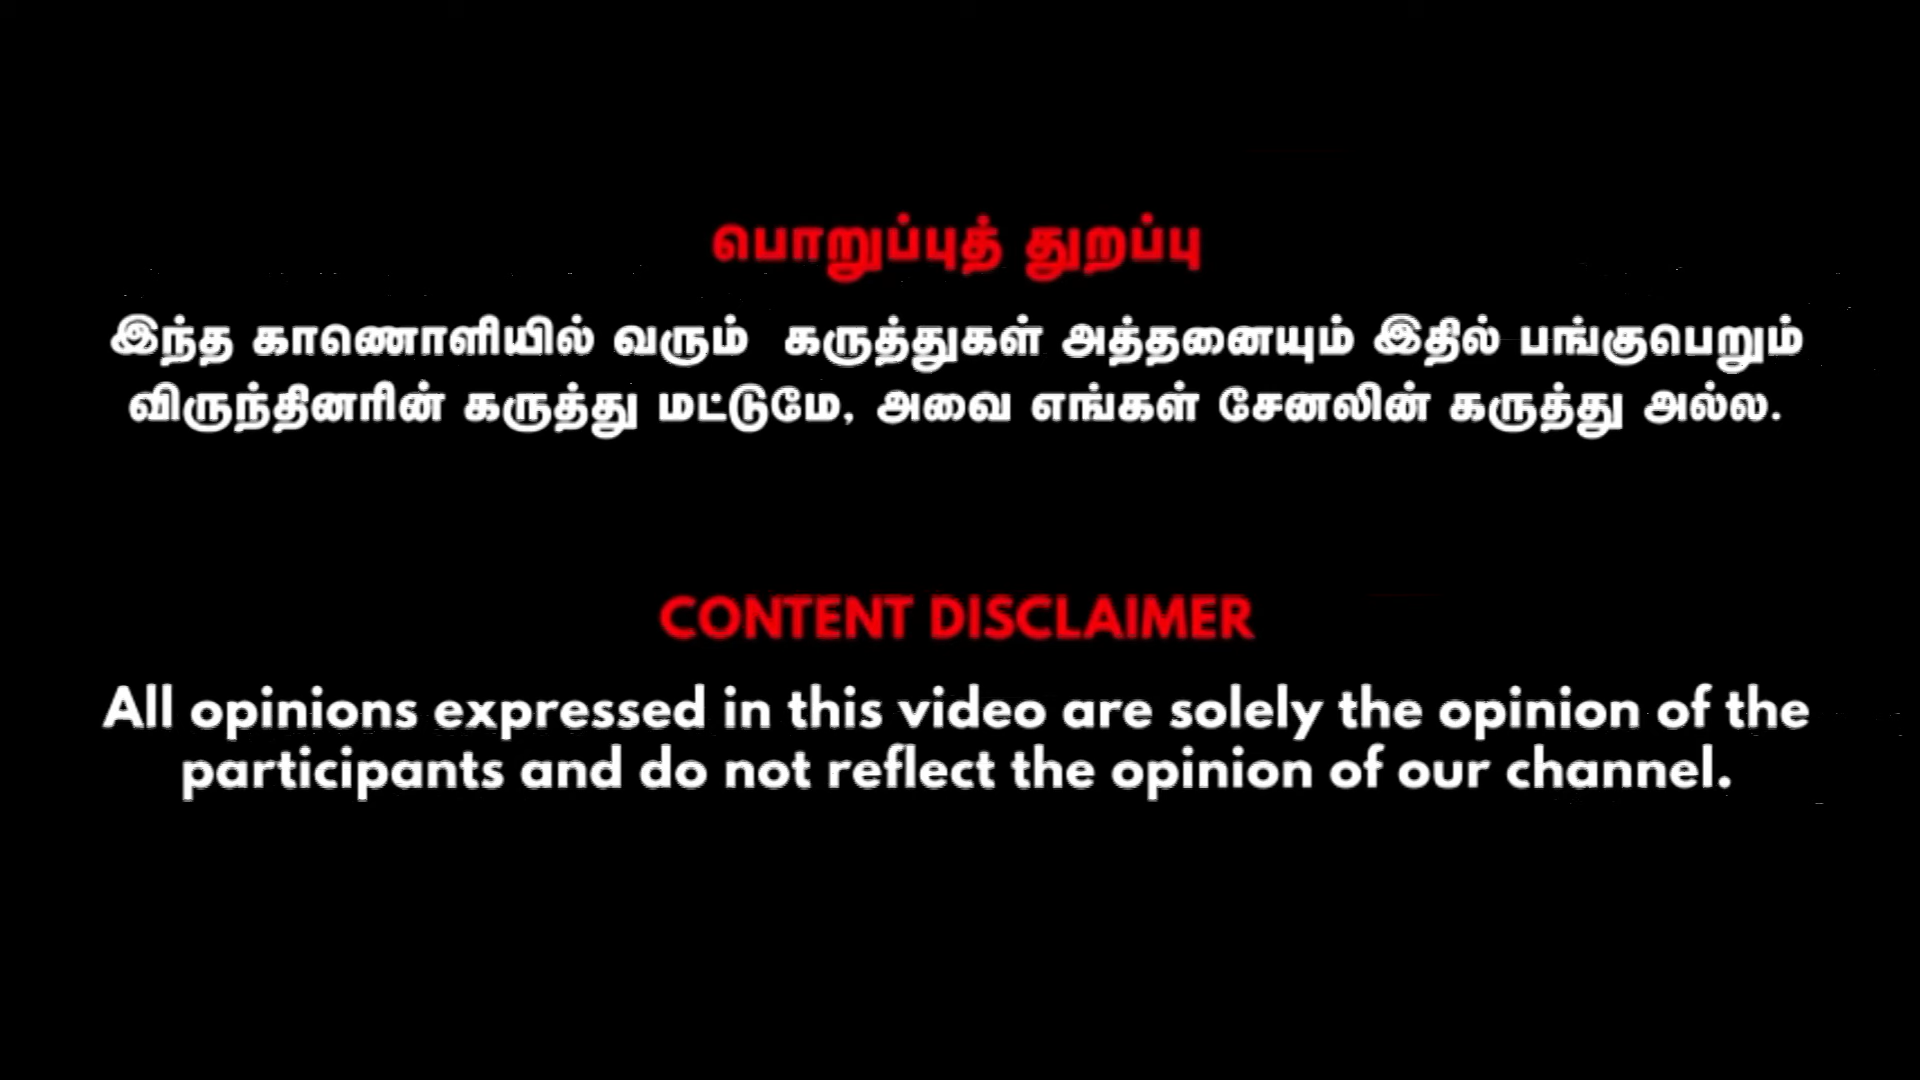 பொறுப்புத் துறப்பு
இந்த காணொளியில் வரும் கருத்துகள் அத்தனையும் இதில் பங்குபெறும்
விருந்தினரின் கருத்து மட்டுமே, அவை எங்கள் சேனலின் கருத்து அல்ல.
CONTENT DISCLAIMER
All opinions expressed in this video are solely the opinion of the
participants and do not reflect the opinion of our channel.